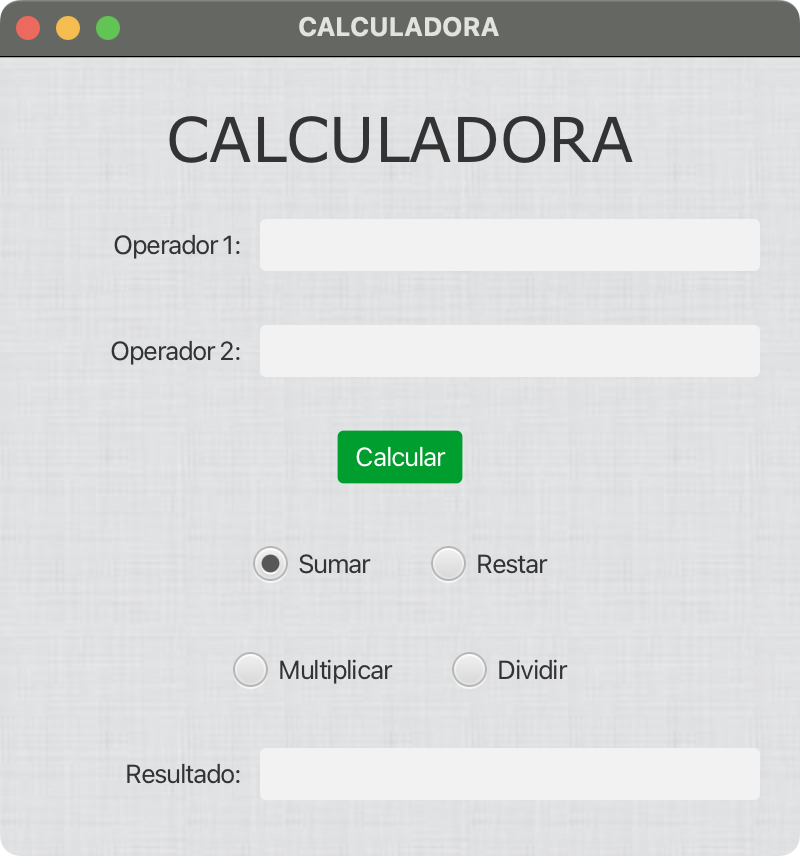 CALCULADORA
CALCULADORA
Operador 1:
Operador 2:
Calcular
Sumar Restar
Multiplicar Dividir
Resultado: